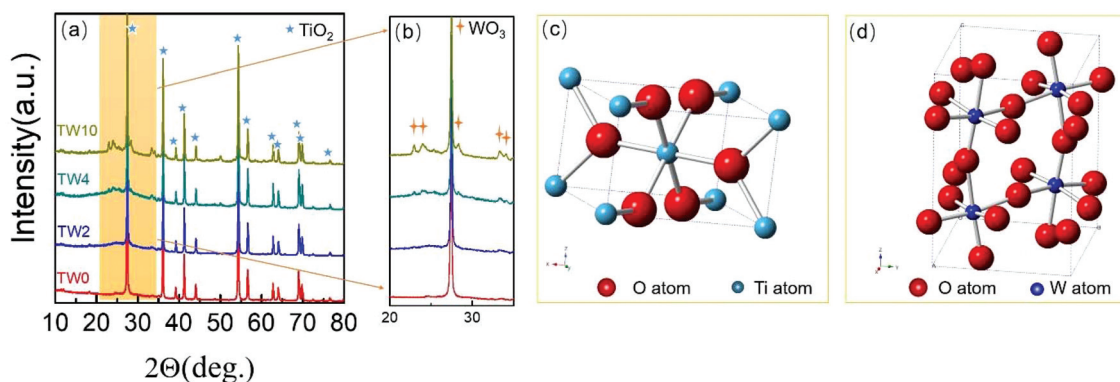 Intensity(a.u.)
(a)
★TiO2
TW10
TW4
TW2
TW0
10 20 30 40 50 60 70 80
2Θ(deg.)
(b)
WO3
20 30
(c)
O atom Ti atom
(d)
O atom W atom